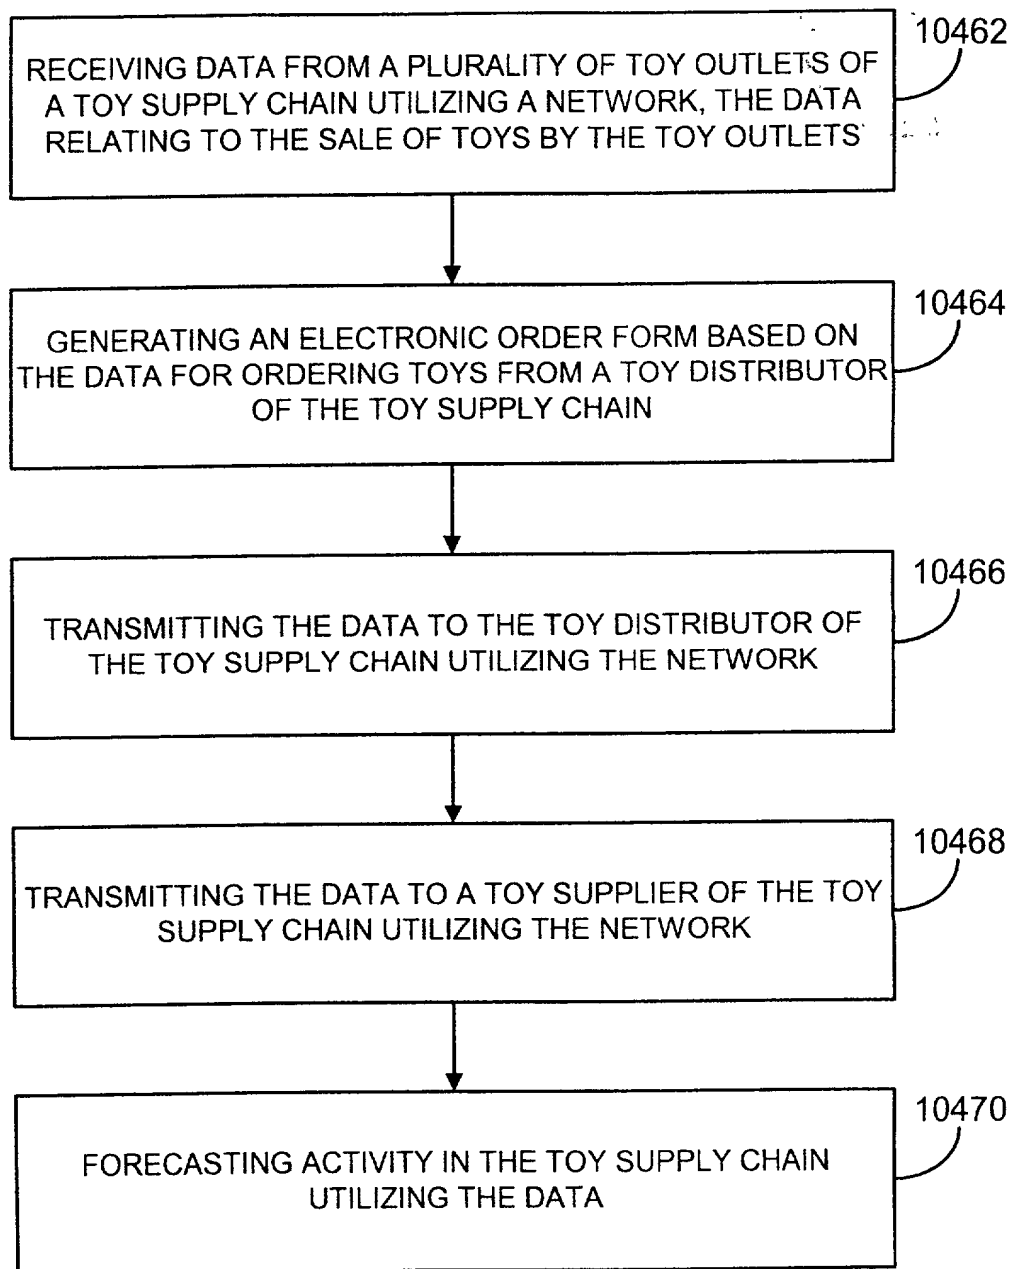 10462
RECEIVING DATA FROM A PLURALITY OF TOY OUTLETS OF
A TOY SUPPLY CHAIN UTILIZING A NETWORK, THE DATA
RELATING TO THE SALE OF TOYS BY THE TOY OUTLETS
10464
GENERATING AN ELECTRONIC ORDER FORM BASED ON
THE DATA FOR ORDERING TOYS FROM A TOY DISTRIBUTOR
OF THE TOY SUPPLY CHAIN
10466
TRANSMITTING THE DATA TO THE TOY DISTRIBUTOR OF
THE TOY SUPPLY CHAIN UTILIZING THE NETWORK
10468
TRANSMITTING THE DATA TO A TOY SUPPLIER OF THE TOY
SUPPLY CHAIN UTILIZING THE NETWORK
10470
FORECASTING ACTIVITY IN THE TOY SUPPLY CHAIN
UTILIZING THE DATA